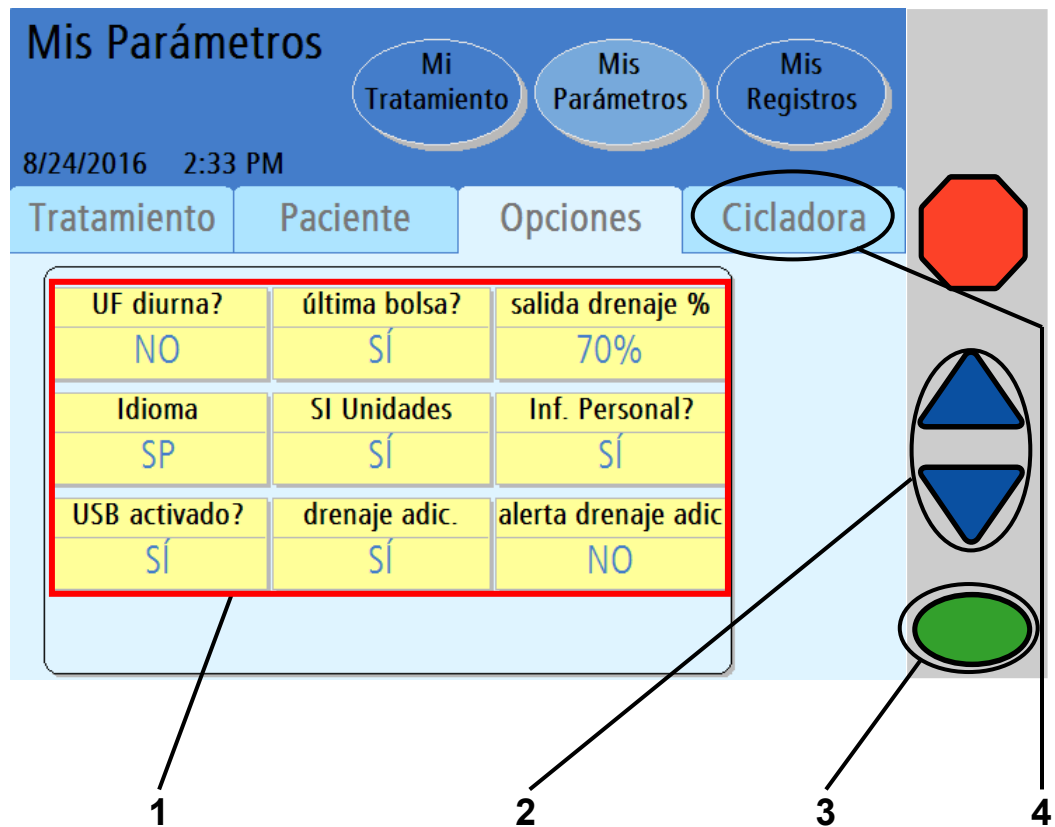 Mis Parámetros
Mi
Tratamiento
Mis
Parámetros
Mis
Registros
8/24/2016 2:33 PM
Tratamiento Paciente Opciones Cicladora
UF diurna? última bolsa? salida drenaje %
NO SÍ 70%
Idioma SI Unidades Inf. Personal?
SP SÍ SÍ
USB activado? drenaje adic. alerta drenaje adic
SÍ SÍ NO
1 2 3 4